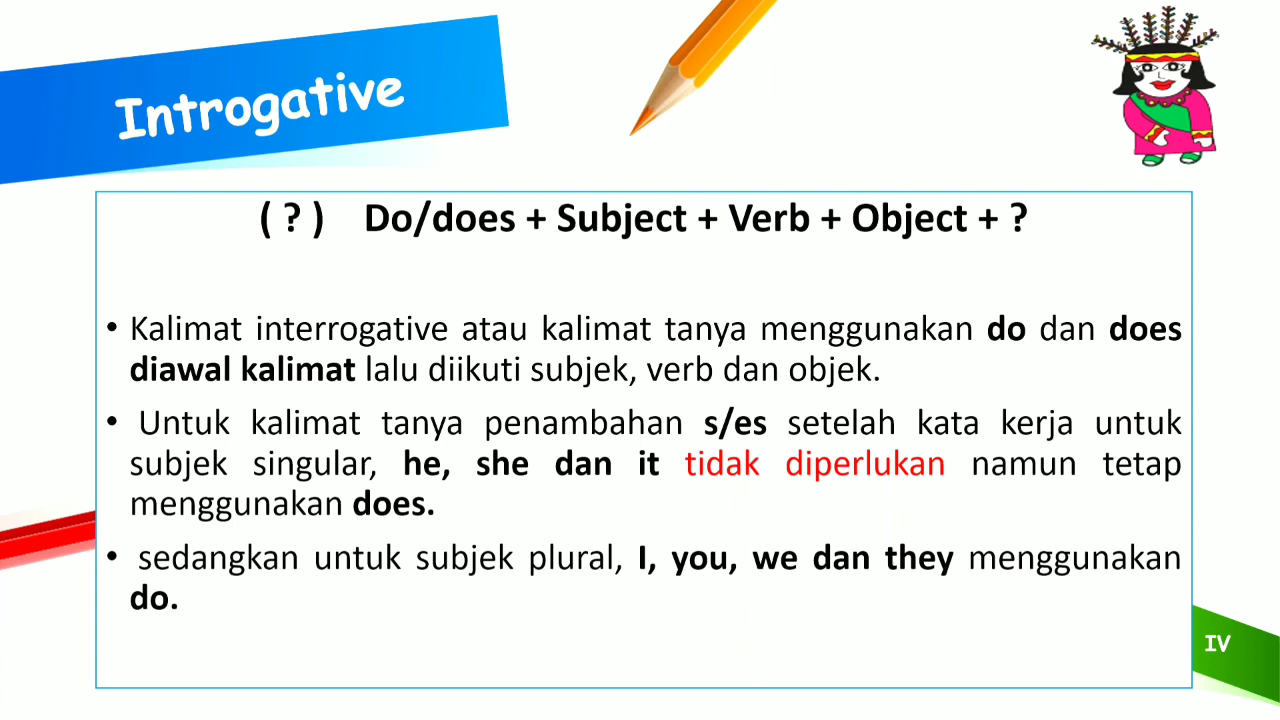 Introgative
( ? ) Do/does + Subject + Verb + Object + ?
• Kalimat interrogative atau kalimat tanya menggunakan do dan does
diawal kalimat lalu diikuti subjek, verb dan objek.
• Untuk kalimat tanya penambahan s/es setelah kata kerja untuk
subjek singular, he, she dan it tidak diperlukan namun tetap
menggunakan does.
• sedangkan untuk subjek plural, I, you, we dan they menggunakan
do.
IV